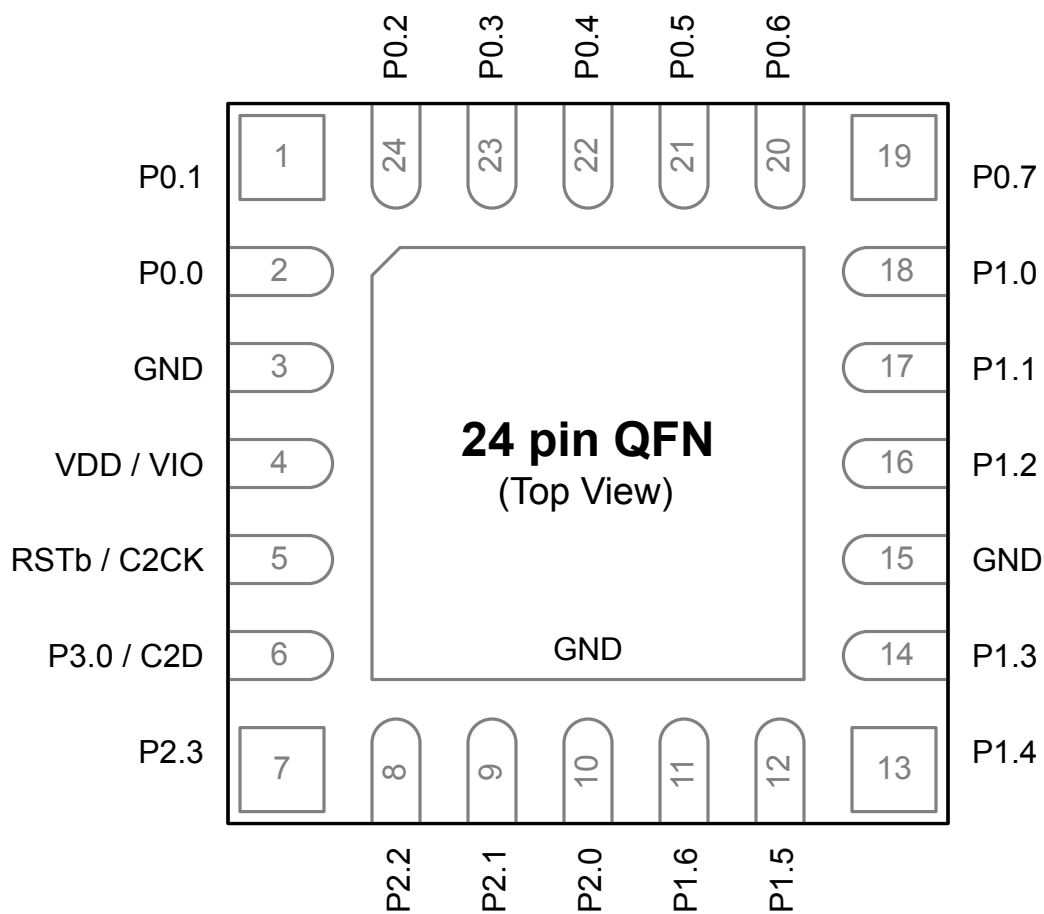 P0.2
P0.3
P0.4
P0.5
P0.6
P0.1
1
24
23
22
21
20
19
P0.7
P0.0
2
18
P1.0
GND
3
17
P1.1
VDD / VIO
4
24 pin QFN
(Top View)
16
P1.2
RSTb / C2CK
5
15
GND
P3.0 / C2D
6
GND
14
P1.3
P2.3
7
8
9
10
11
12
13
P1.4
P2.2
P2.1
P2.0
P1.6
P1.5